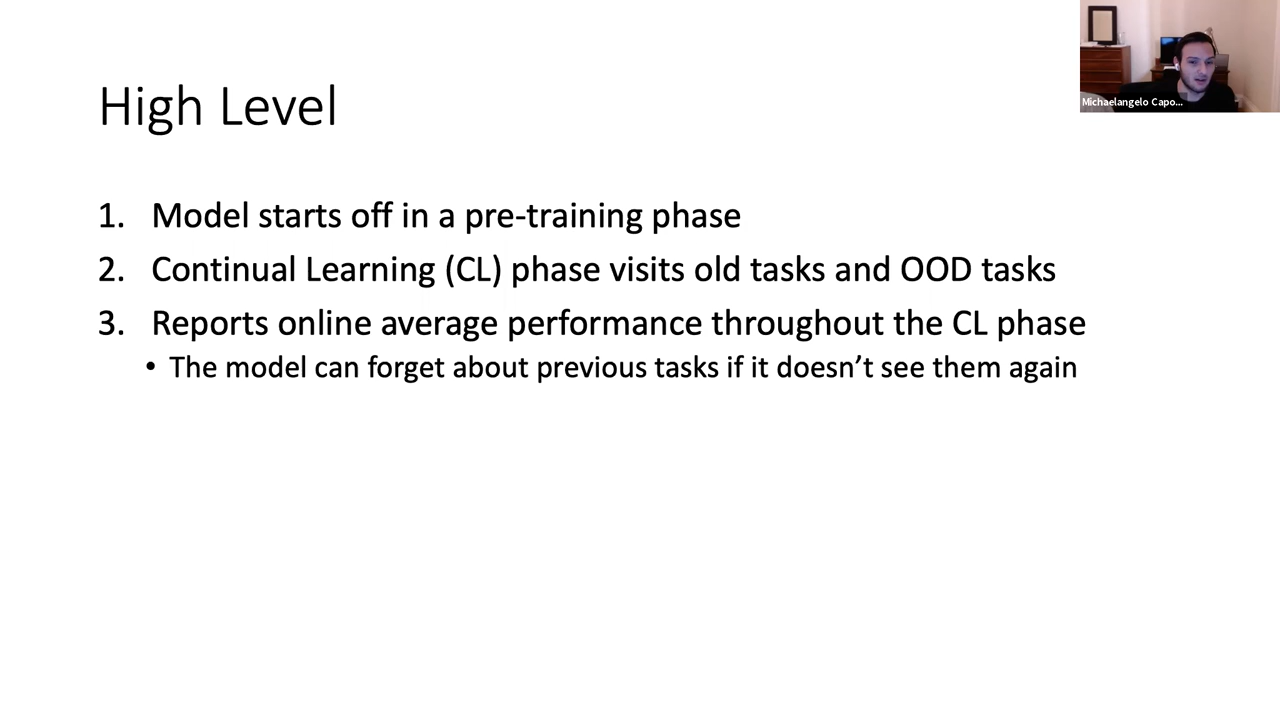 High Level
1. Model starts off in a pre-training phase
2. Continual Learning (CL) phase visits old tasks and OOD tasks
3. Reports online average performance throughout the CL phase
• The model can forget about previous tasks if it doesn’t see them again
Michaelangelo Capo...